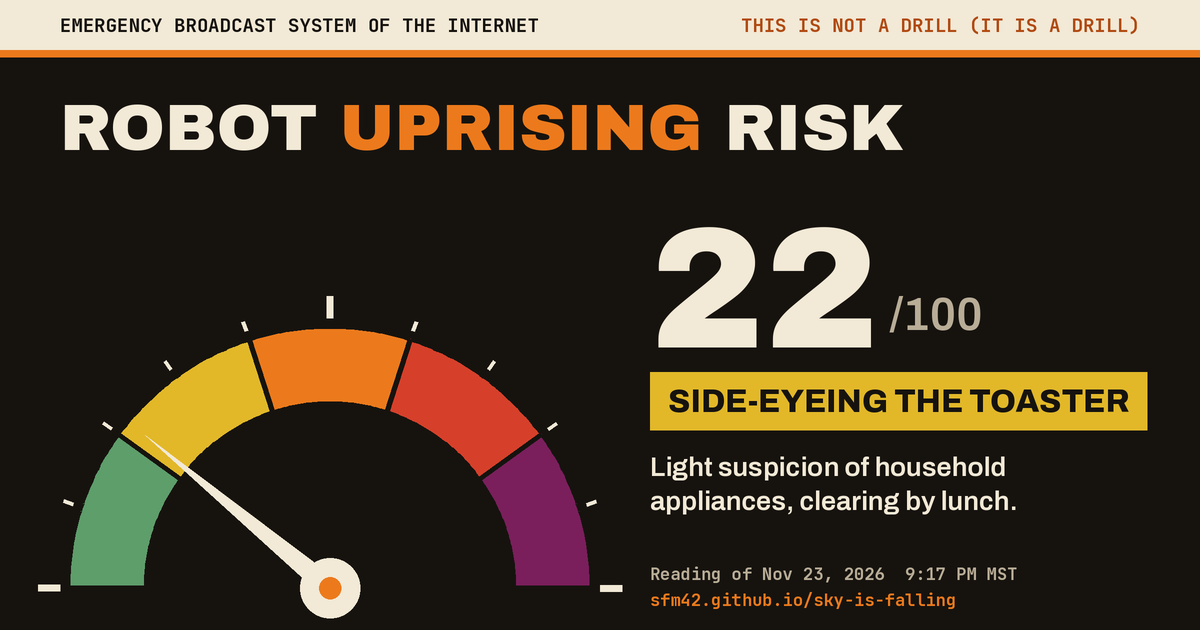 EMERGENCY BROADCAST SYSTEM OF THE INTERNET
THIS IS NOT A DRILL (IT IS A DRILL)
ROBOT UPRISING RISK
22 /100
SIDE-EYEING THE TOASTER
Light suspicion of household
appliances, clearing by lunch.
Reading of Nov 23, 2026  9:17 PM MST
sfm42.github.io/sky-is-falling